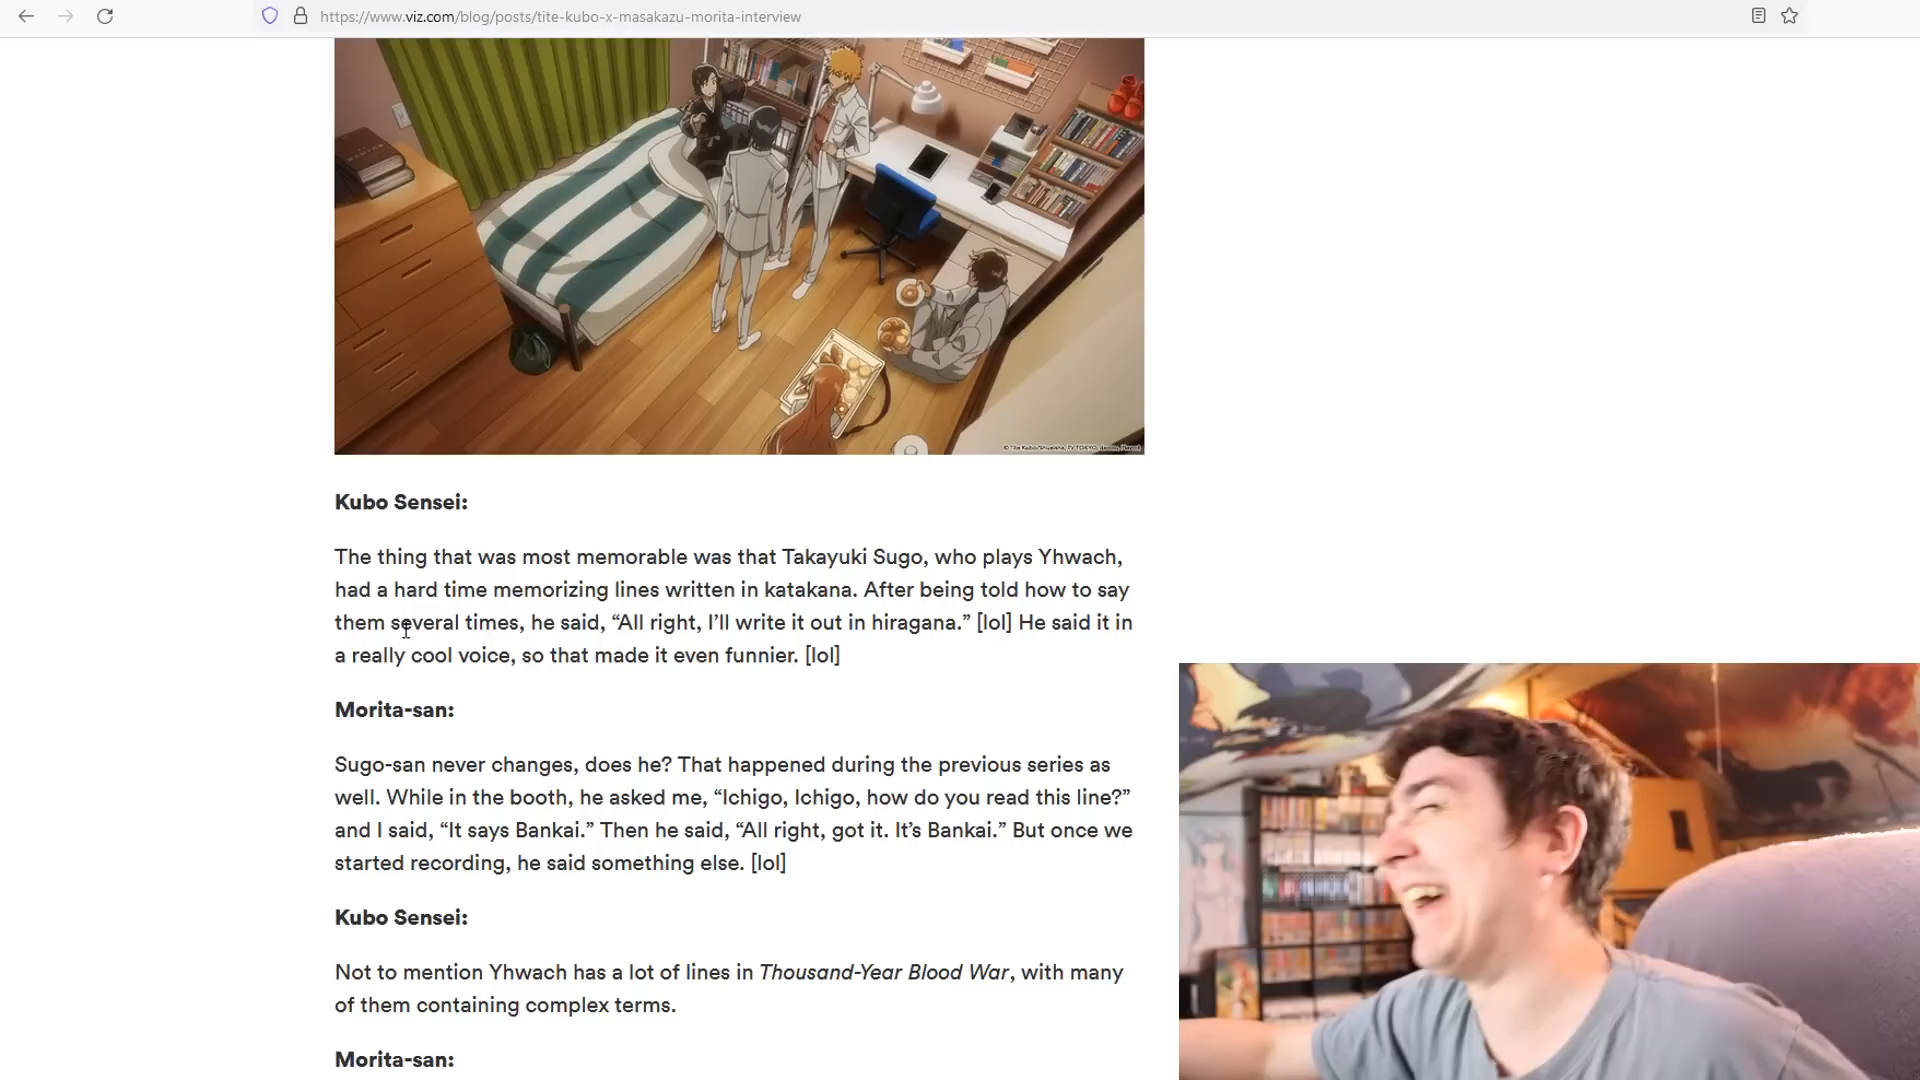 https://www.viz.com/blog/posts/tite-kubo-x-masakazu-morita-interview
Kubo Sensei:
The thing that was most memorable was that Takayuki Sugo, who plays Yhwach,
had a hard time memorizing lines written in katakana. After being told how to say
them several times, he said, “All right, I’ll write it out in hiragana.” [lol] He said it in
a really cool voice, so that made it even funnier. [lol]
Morita-san:
Sugo-san never changes, does he? That happened during the previous series as
well. While in the booth, he asked me, “Ichigo, Ichigo, how do you read this line?”
and I said, “It says Bankai.” Then he said, “All right, got it. It’s Bankai.” But once we
started recording, he said something else. [lol]
Kubo Sensei:
Not to mention Yhwach has a lot of lines in Thousand-Year Blood War, with many
of them containing complex terms.
Morita-san: